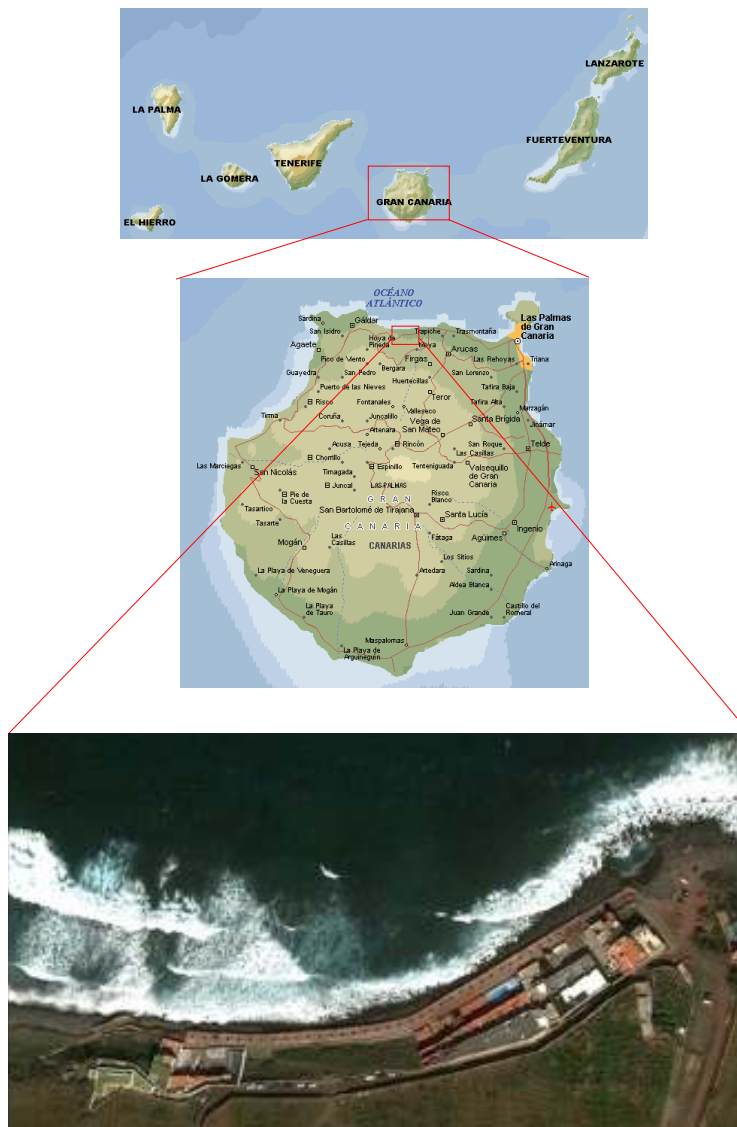 LANZAROTE
LA PALMA
FUERTEVENTURA
TENERIFE
LA GOMERA
GRAN CANARIA
EL HIERRO
OCÉANO
ATLÁNTICO
Sardina
Gáldar
San Isidro
Las Palmas
de Gran
Canaria
Hoya de
Pineda
Trapiche
Trasmontaña
Agaete
Moya
Arucas
Pico de Viento
Bergara
Firgas
Las Rehoyas
Triana
Guayedra
San Pedro
Huertecillas
San Lorenzo
Puerto de las Nieves
Teror
Tafira Baja
Risco
Fontanales
Valleseco
Tafira Alta
Marzagán
Tirma
Coruña
Juncalillo
Vega de
San Mateo
Santa Brígida
Jinámar
Artenara
Acusa
Tejeda
Rincón
San Roque
Telde
Las Casillas
Las Marciegas
San Nicolás
Chorrillo
Espinillo
Tenteniguada
Valsequillo
de Gran
Canaria
Timagada
Juncal
LAS PALMAS
Pie de
la Cuesta
GRAN
Risco
Blanco
Tasartico
San Bartolomé de Tirajana
Santa Lucía
Tasarte
CANARIA
Ingenio
Mogán
Las
Casillas
CANARIAS
Fátaga
Agüimes
Los Sitios
La Playa de Veneguera
Artedara
Sardina
Arinaga
Aldea Blanca
La Playa de Mogán
La Playa
de Tauro
Juan Grande
Castillo del
Romeral
Maspalomas
La Playa de
Arguineguín